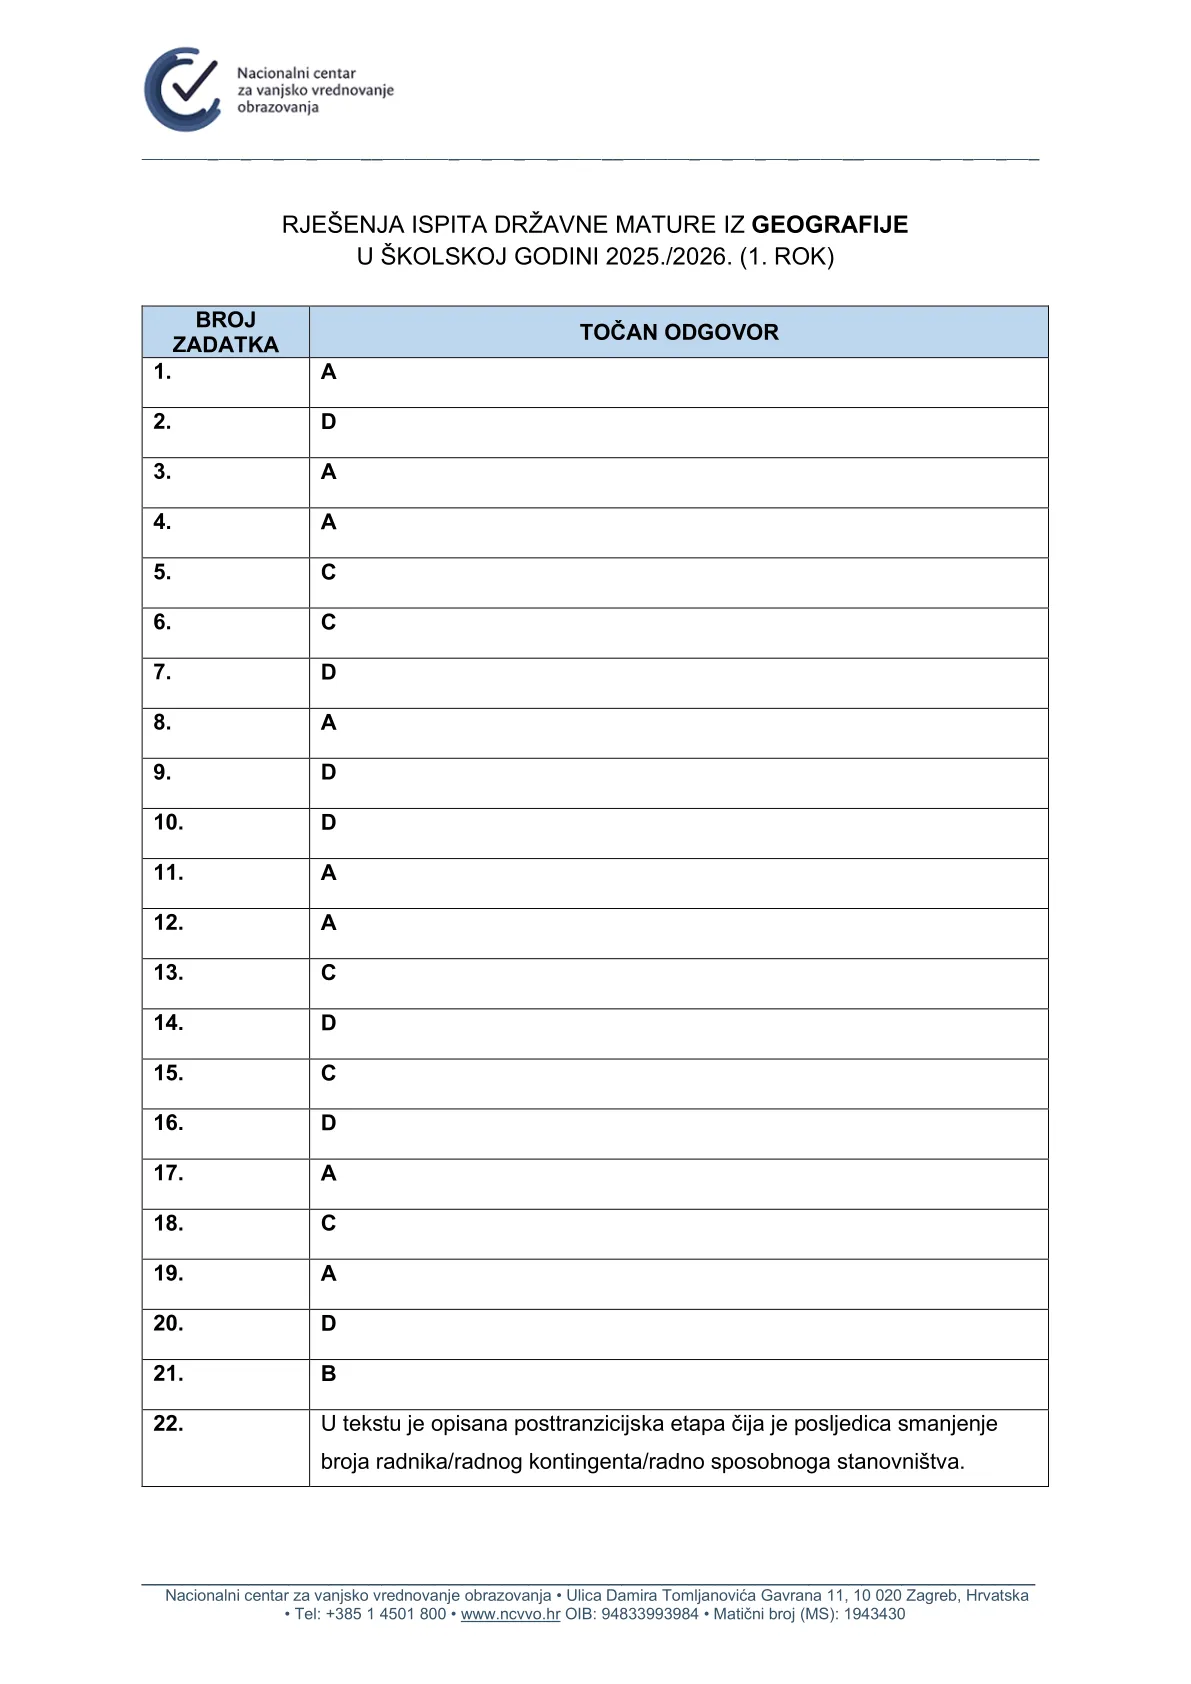 Nacionalni centar
za vanjsko vrednovanje
obrazovanja
RJEŠENJA ISPITA DRŽAVNE MATURE IZ GEOGRAFIJE
U ŠKOLSKOJ GODINI 2025./2026. (1. ROK)
BROJ
ZADATKA
TOČAN ODGOVOR
1. A
2. D
3. A
4. A
5. C
6. C
7. D
8. A
9. D
10. D
11. A
12. A
13. C
14. D
15. C
16. D
17. A
18. C
19. A
20. D
21. B
22. U tekstu je opisana posttranzicijska etapa čija je posljedica smanjenje
broja radnika/radnog kontingenta/radno sposobnoga stanovništva.
Nacionalni centar za vanjsko vrednovanje obrazovanja • Ulica Damira Tomljanovića Gavrana 11, 10 020 Zagreb, Hrvatska
• Tel: +385 1 4501 800 • www.ncvvo.hr OIB: 94833993984 • Matični broj (MS): 1943430